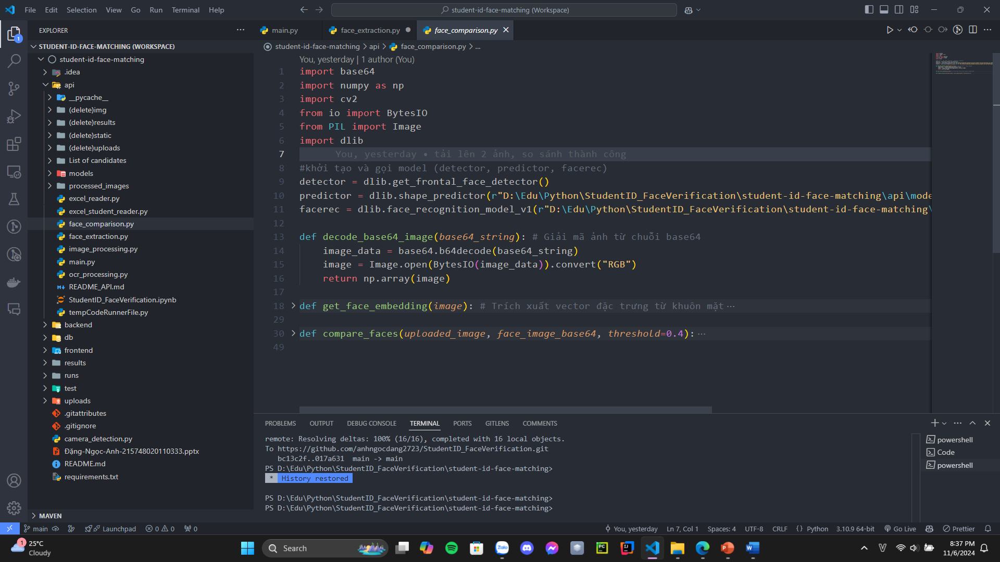 File Edit Selection View Go Run Terminal Help
student-id-face-matching (Workspace)
EXPLORER
main.py
face_extraction.py
face_comparison.py
STUDENT-ID-FACE-MATCHING (WORKSPACE)
student-id-face-matching
.idea
api
__pycache__
(delete)img
(delete)results
(delete)static
(delete)uploads
List of candidates
models
processed_images
excel_reader.py
excel_student_reader.py
face_comparison.py
face_extraction.py
image_processing.py
main.py
ocr_processing.py
README_API.md
StudentID_FaceVerification.ipynb
tempCodeRunnerFile.py
backend
db
frontend
results
runs
test
uploads
.gitattributes
.gitignore
camera_detection.py
Đặng-Ngọc-Anh-215748020110333.pptx
README.md
requirements.txt
MAVEN
student-id-face-matching > api > face_comparison.py > ...
You, yesterday | 1 author (You)
1 import base64
2 import numpy as np
3 import cv2
4 from io import BytesIO
5 from PIL import Image
6 import dlib
7 You, yesterday • tải lên 2 ảnh, so sánh thành công
8 #khởi tạo và gọi model (detector, predictor, facerec)
9 detector = dlib.get_frontal_face_detector()
10 predictor = dlib.shape_predictor(r"D:\Edu\Python\StudentID_FaceVerification\student-id-face-matching\api\mode
11 facerec = dlib.face_recognition_model_v1(r"D:\Edu\Python\StudentID_FaceVerification\student-id-face-matching\
12
13 def decode_base64_image(base64_string): # Giải mã ảnh từ chuỗi base64
14 image_data = base64.b64decode(base64_string)
15 image = Image.open(BytesIO(image_data)).convert("RGB")
16 return np.array(image)
17
18 def get_face_embedding(image): # Trích xuất vector đặc trưng từ khuôn mặt ···
29
30 def compare_faces(uploaded_image, face_image_base64, threshold=0.4): ···
49
PROBLEMS OUTPUT DEBUG CONSOLE TERMINAL PORTS GITLENS COMMENTS
remote: Resolving deltas: 100% (16/16), completed with 16 local objects.
To https://github.com/anhngocdang2723/StudentID_FaceVerification.git
bc13c2f..017a631 main -> main
PS D:\Edu\Python\StudentID_FaceVerification\student-id-face-matching>
* History restored
PS D:\Edu\Python\StudentID_FaceVerification\student-id-face-matching>
PS D:\Edu\Python\StudentID_FaceVerification\student-id-face-matching>
powershell
Code
powershell
main Launchpad 0 0 0 You, yesterday Ln 7, Col 1 Spaces: 4 UTF-8 CRLF {} Python 3.10.9 64-bit Go Live Prettier
1
25°C
Cloudy
Search
Zalo
PC
IJ
P
W
8:37 PM
11/6/2024